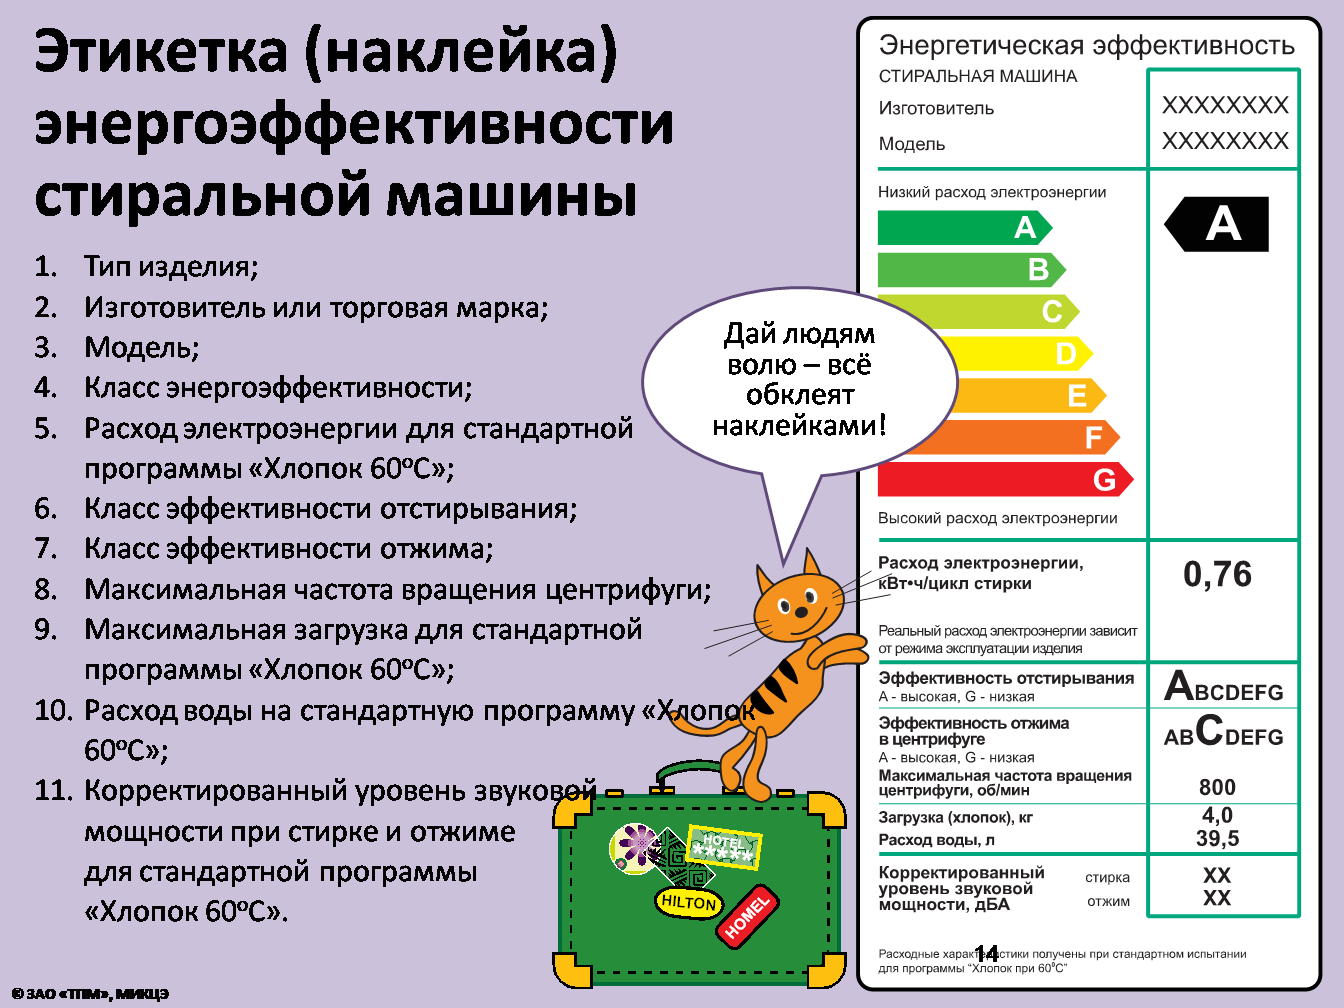 Этикетка (наклейка)
энергоэффективности
стиральной машины
1. Тип изделия;
2. Изготовитель или торговая марка;
3. Модель;
4. Класс энергоэффективности;
5. Расход электроэнергии для стандартной
программы «Хлопок 60°С»;
6. Класс эффективности отстирывания;
7. Класс эффективности отжима;
8. Максимальная частота вращения центрифуги;
9. Максимальная загрузка для стандартной
программы «Хлопок 60°С»;
10. Расход воды на стандартную программу «Хлопок
60°С»;
11. Корректированный уровень звуковой
мощности при стирке и отжиме
для стандартной программы
«Хлопок 60°С».
Дай людям
волю – всё
обклеят
наклейками!
HOTEL
*****
HILTON
HOMEL
Энергетическая эффективность
СТИРАЛЬНАЯ МАШИНА
Изготовитель XXXXXXXX
Модель XXXXXXXX
Низкий расход электроэнергии
A A
B
C
D
E
F
G
Высокий расход электроэнергии
Расход электроэнергии, 0,76
кВт•ч/цикл стирки
Реальный расход электроэнергии зависит
от режима эксплуатации изделия
Эффективность отстирывания ABCDEFG
A - высокая, G - низкая
Эффективность отжима
в центрифуге ABCDEFG
A - высокая, G - низкая
Максимальная частота вращения
центрифуги, об/мин 800
Загрузка (хлопок), кг 4,0
Расход воды, л 39,5
Корректированный стирка XX
уровень звуковой
мощности, дБА отжим XX
Расходные характеристики получены при стандартном испытании
для программы “Хлопок при 60°С”
14
© ЗАО «ТПМ», МИКЦЭ